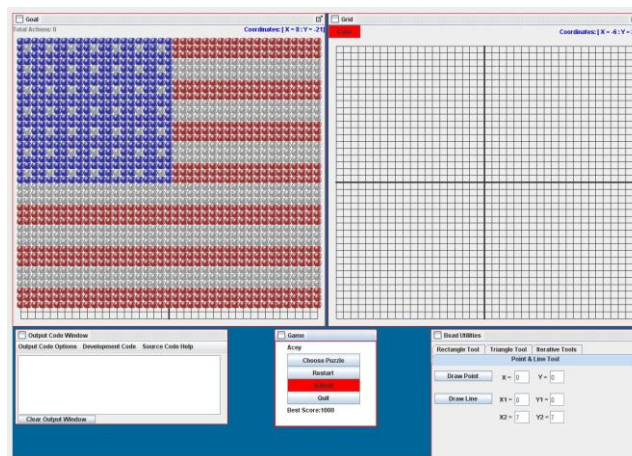 Goal
Total Actions: 0 Coordinates: [ X = 8 : Y = -21]
Grid
Color Coordinates: [ X = -6 : Y =
Output Code Window
Output Code Options Development Code Source Code Help
Clear Output Window
Game
Acey
Choose Puzzle
Restart
Submit
Quit
Best Score:1000
Bead Utilities
Rectangle Tool Triangle Tool Iterative Tools
Point & Line Tool
Draw Point X = 0 Y = 0
Draw Line X1 = 0 Y1 = 0
X2 = 7 Y2 = 7